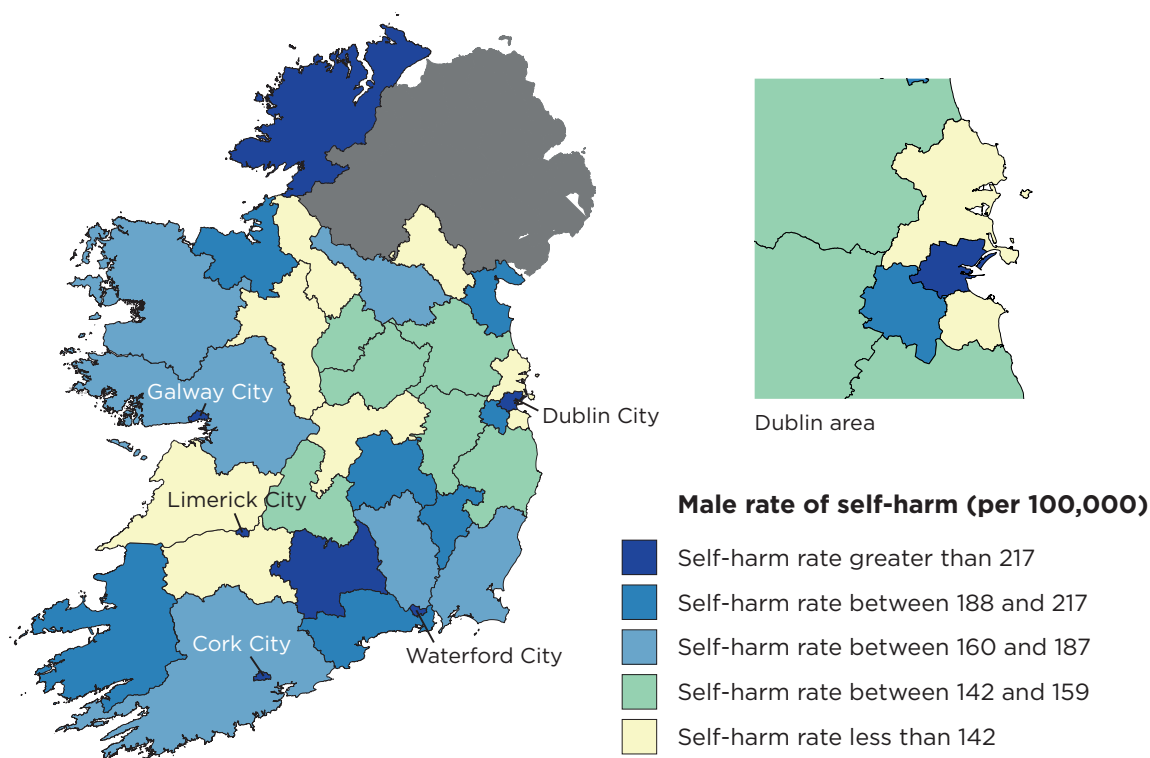 Galway City
Dublin City
Limerick City
Cork City
Waterford City
Dublin area
Male rate of self-harm (per 100,000)
Self-harm rate greater than 217
Self-harm rate between 188 and 217
Self-harm rate between 160 and 187
Self-harm rate between 142 and 159
Self-harm rate less than 142